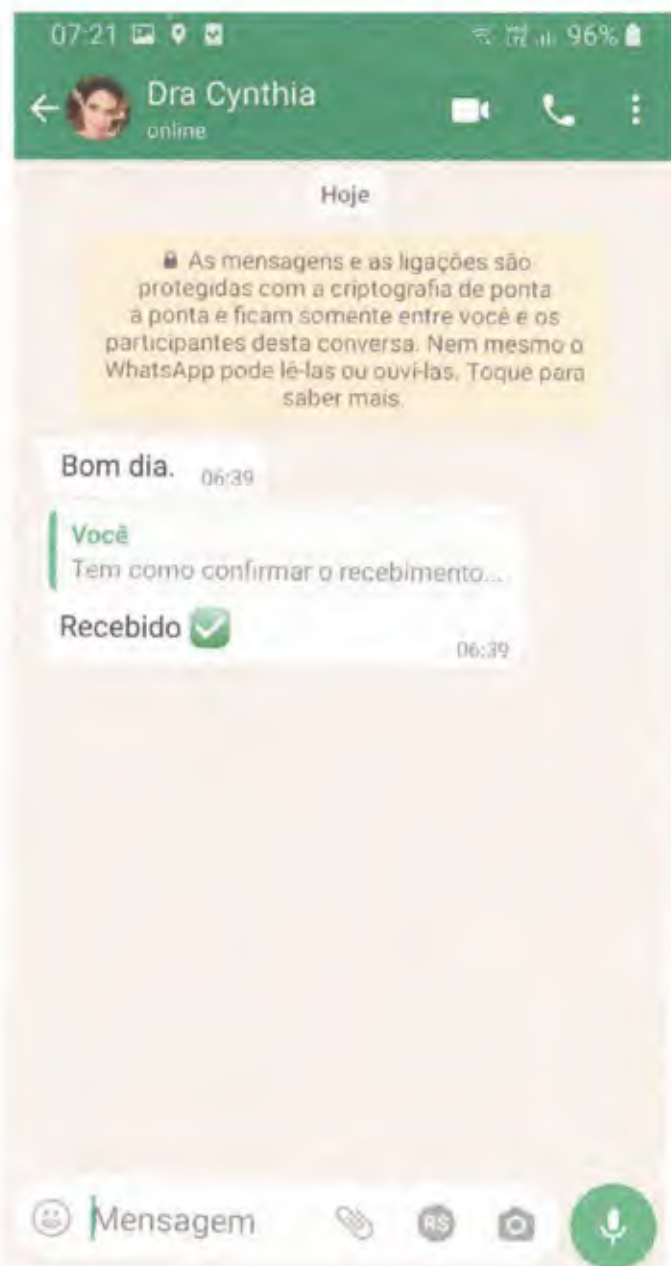 07:21 96%
Dra Cynthia
online
Hoje
As mensagens e as ligações são
protegidas com a criptografia de ponta
a ponta e ficam somente entre você e os
participantes desta conversa. Nem mesmo o
WhatsApp pode lê-las ou ouvi-las. Toque para
saber mais.
Bom dia. 06:39
Você
Tem como confirmar o recebimento...
Recebido ✅
06:39
Mensagem